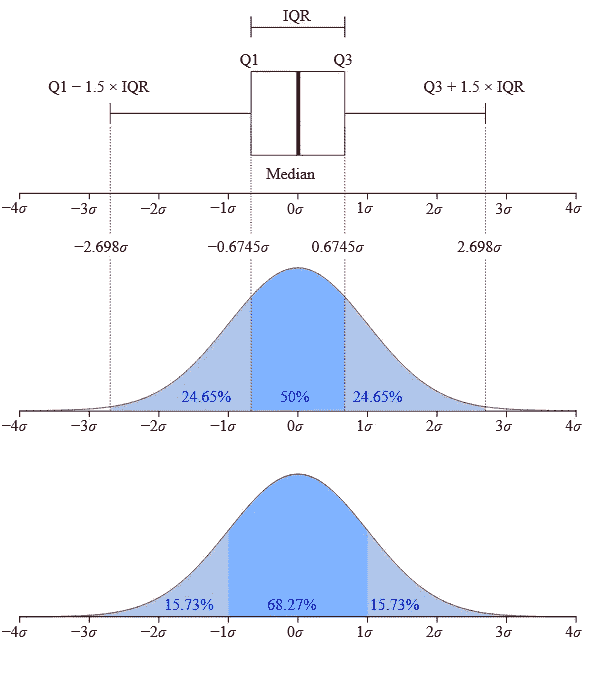 IQR
Q1 Q3
Q1 − 1.5 × IQR Q3 + 1.5 × IQR
Median
−4σ −3σ −2σ −1σ 0σ 1σ 2σ 3σ 4σ
−2.698σ −0.6745σ 0.6745σ 2.698σ
24.65% 50% 24.65%
−4σ −3σ −2σ −1σ 0σ 1σ 2σ 3σ 4σ
15.73% 68.27% 15.73%
−4σ −3σ −2σ −1σ 0σ 1σ 2σ 3σ 4σ